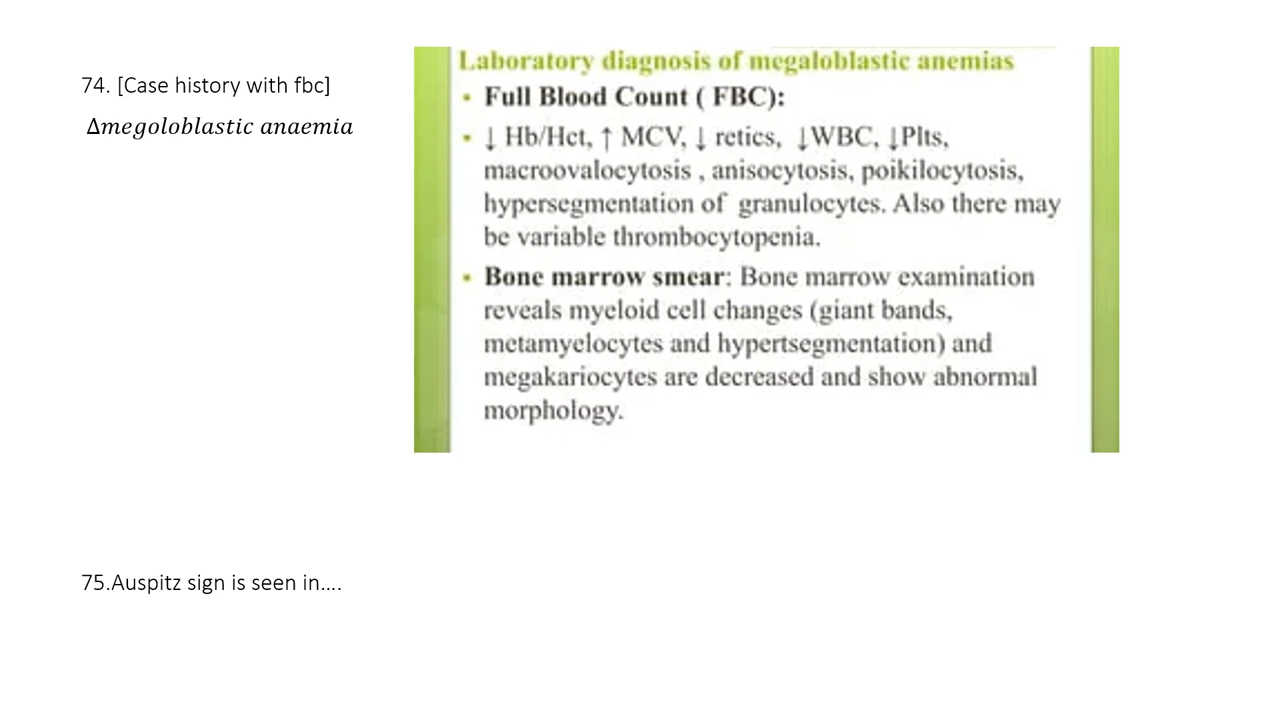 74. [Case history with fbc]
Δmegoloblastic anaemia
Laboratory diagnosis of megaloblastic anemias
• Full Blood Count ( FBC):
• ↓ Hb/Hct, ↑ MCV, ↓ retics, ↓WBC, ↓Plts,
macroovalocytosis , anisocytosis, poikilocytosis,
hypersegmentation of granulocytes. Also there may
be variable thrombocytopenia.
• Bone marrow smear: Bone marrow examination
reveals myeloid cell changes (giant bands,
metamyelocytes and hypertsegmentation) and
megakariocytes are decreased and show abnormal
morphology.
75.Auspitz sign is seen in....